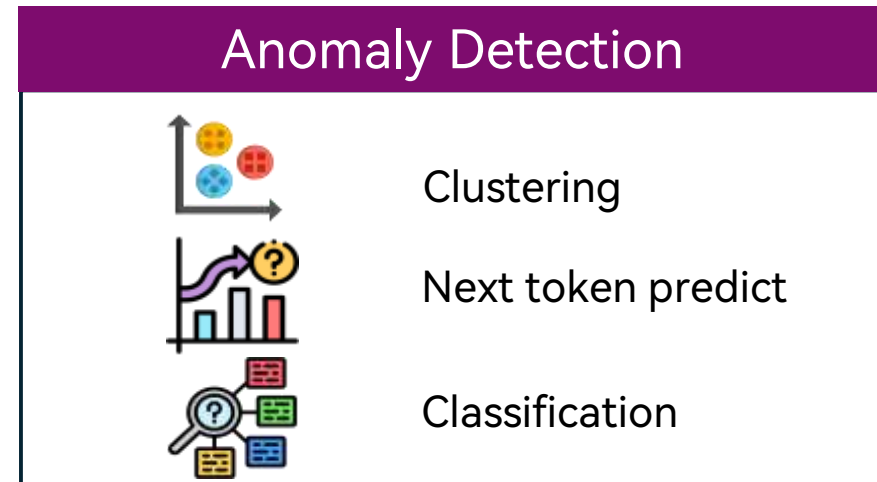 Anomaly Detection
Clustering
?
Next token predict
?
Classification